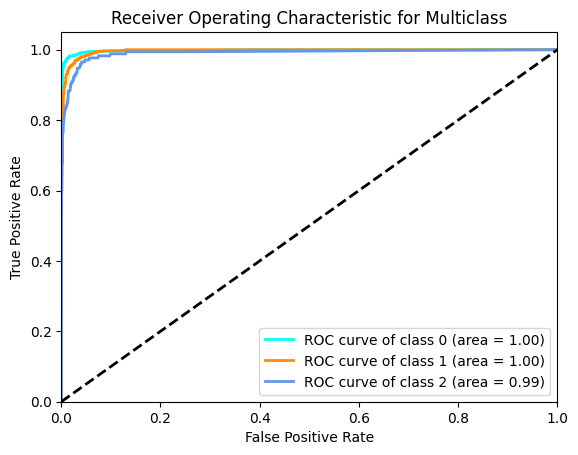 Receiver Operating Characteristic for Multiclass
1.0
0.8
0.6
0.4
0.2
0.0
True Positive Rate
ROC curve of class 0 (area = 1.00)
ROC curve of class 1 (area = 1.00)
ROC curve of class 2 (area = 0.99)
0.0 0.2 0.4 0.6 0.8 1.0
False Positive Rate